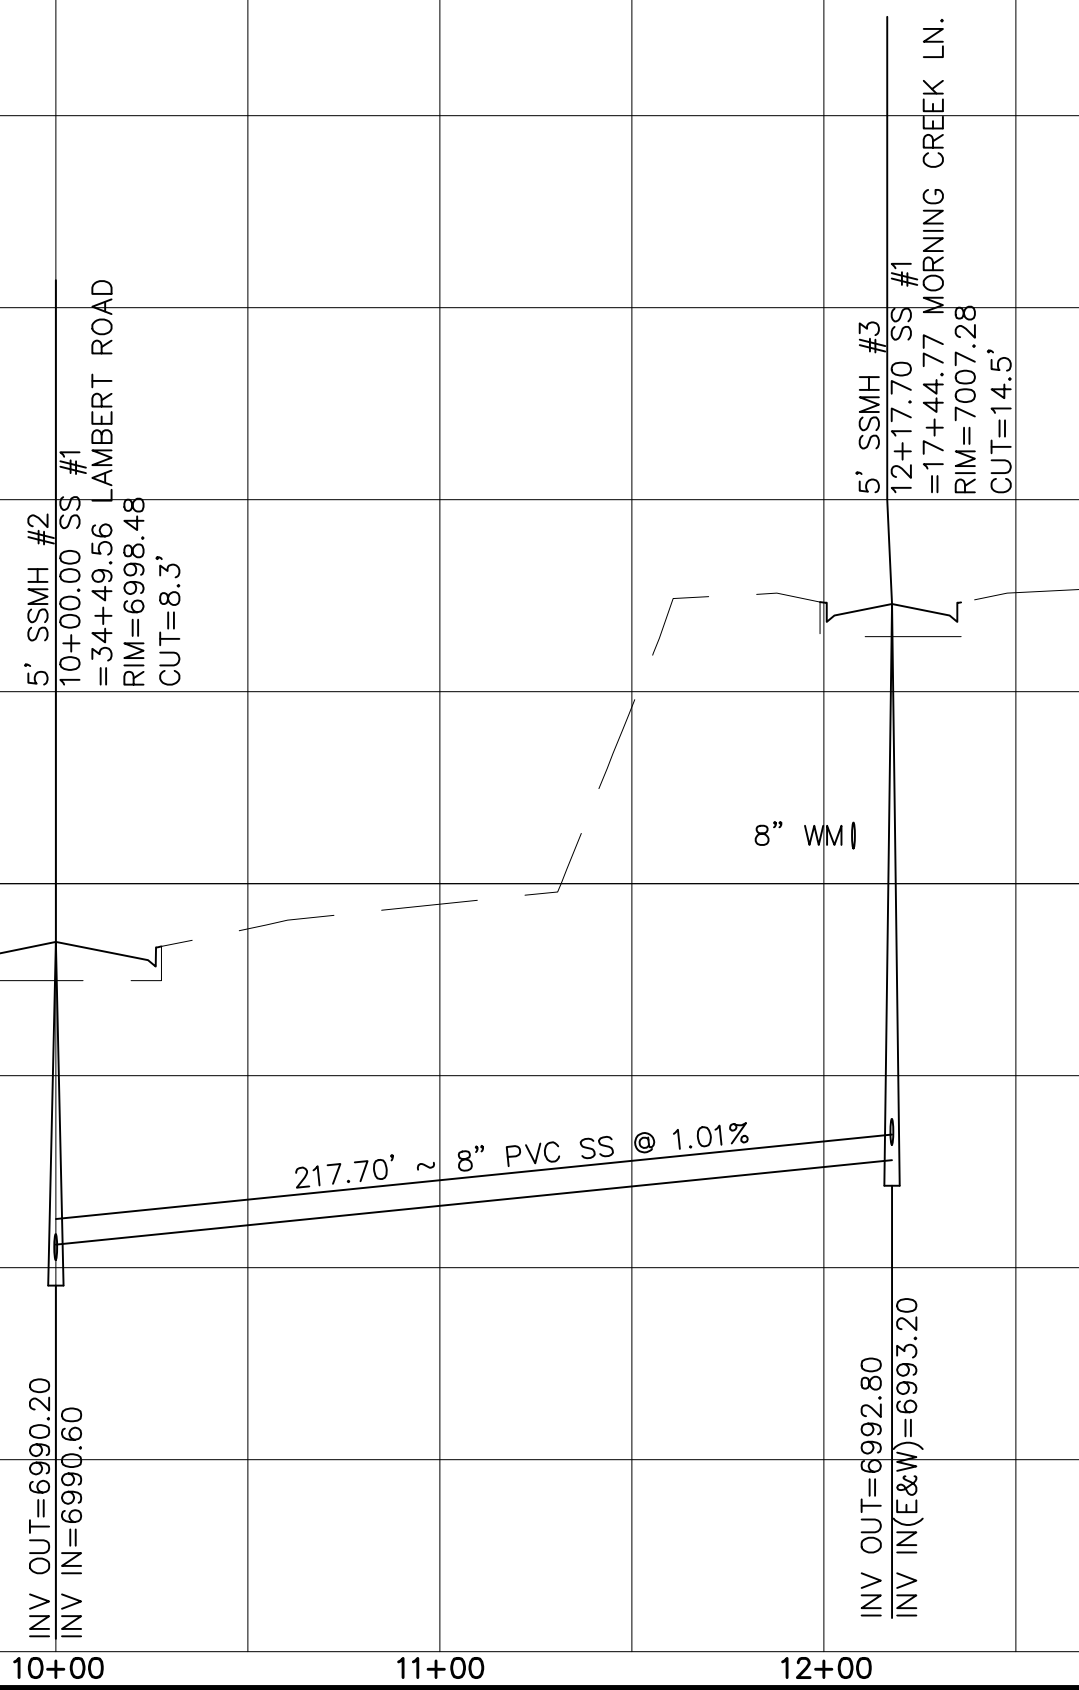 5' SSMH #2
10+00.00 SS #1
=34+49.56 LAMBERT ROAD
RIM=6998.48
CUT=8.3'
5' SSMH #3
12+17.70 SS #1
=17+44.77 MORNING CREEK LN.
RIM=7007.28
CUT=14.5'
8" WM
217.70' ~ 8" PVC SS @ 1.01%
INV OUT=6990.20
INV IN=6990.60
INV OUT=6992.80
INV IN(E&W)=6993.20
10+00
11+00
12+00